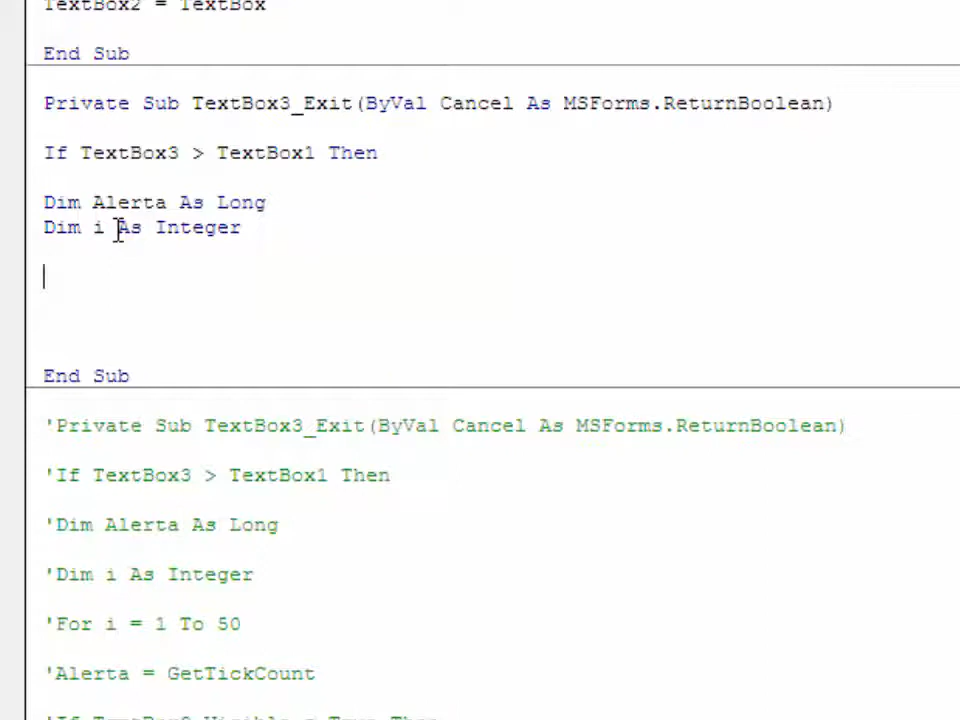 TextBox2 = TextBox
End Sub
Private Sub TextBox3_Exit(ByVal Cancel As MSForms.ReturnBoolean)
If TextBox3 > TextBox1 Then
Dim Alerta As Long
Dim i As Integer
End Sub
'Private Sub TextBox3_Exit(ByVal Cancel As MSForms.ReturnBoolean)
'If TextBox3 > TextBox1 Then
'Dim Alerta As Long
'Dim i As Integer
'For i = 1 To 50
'Alerta = GetTickCount